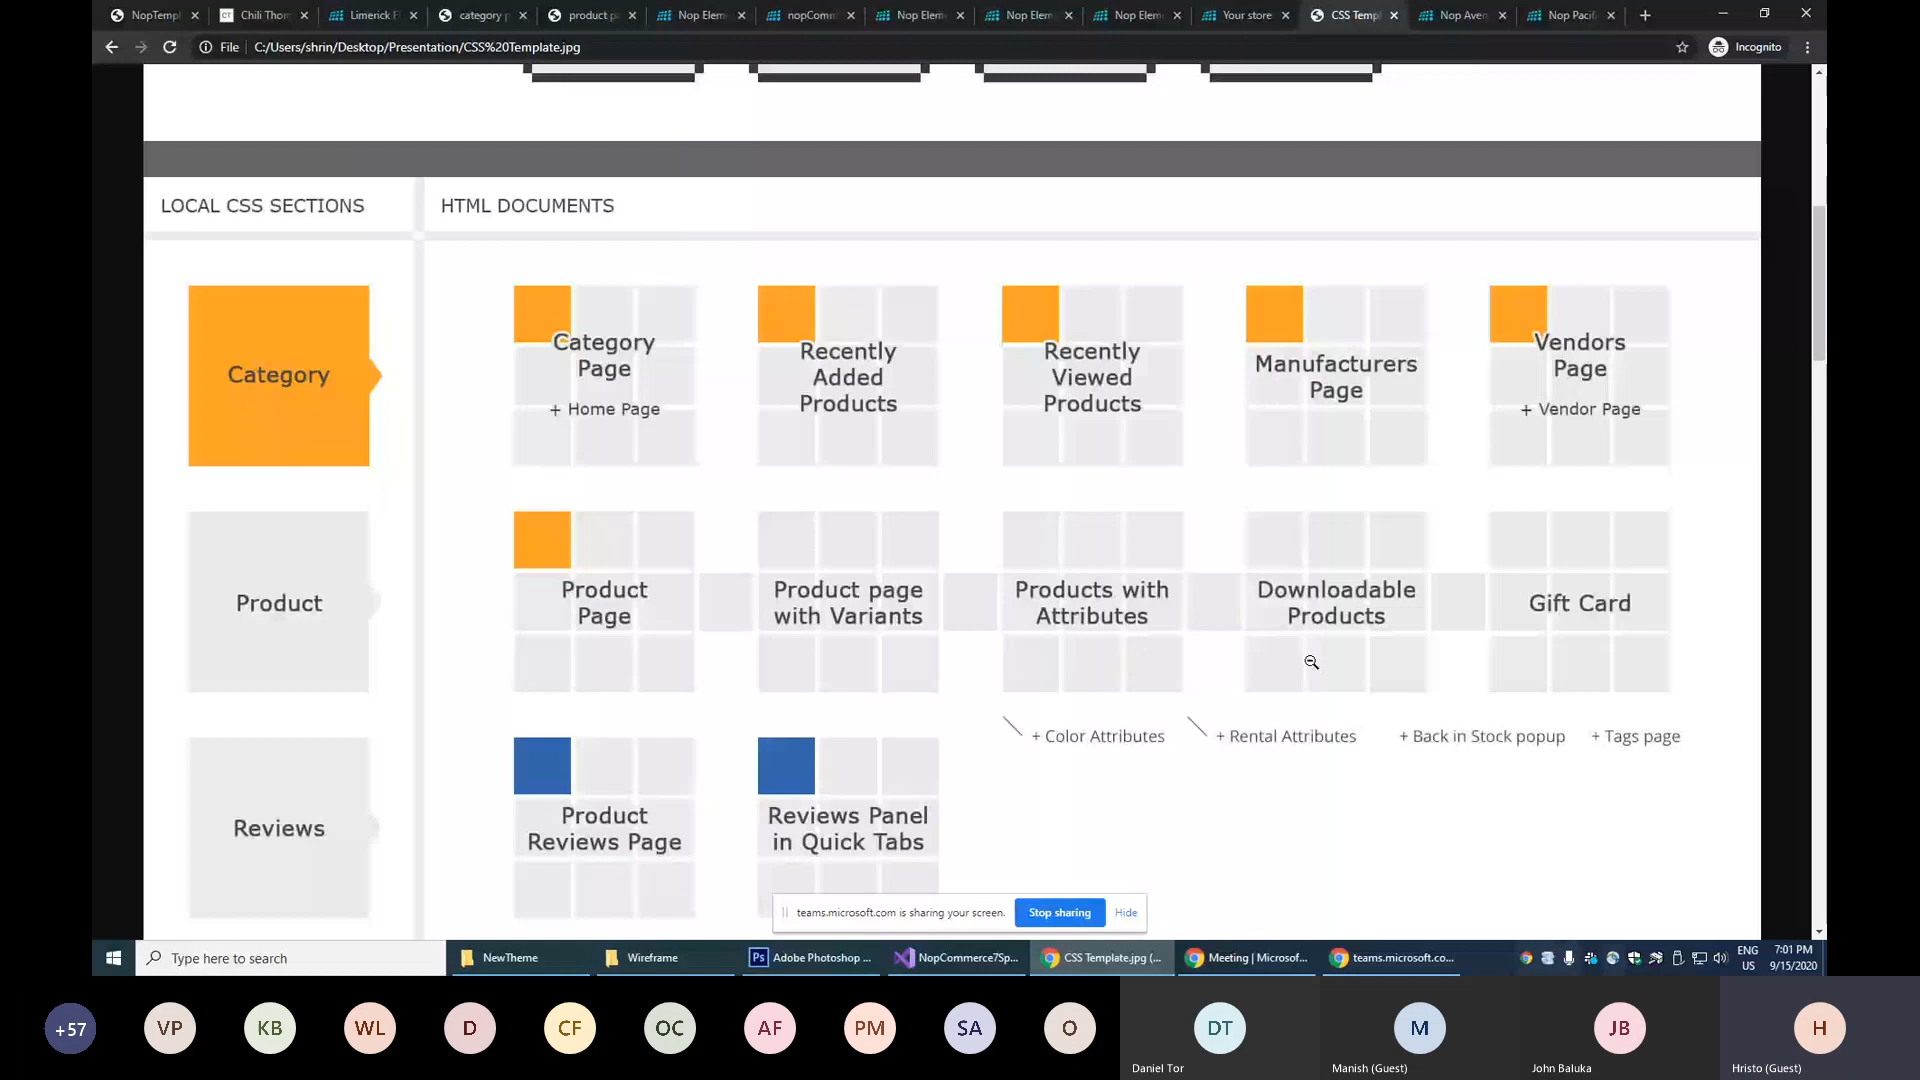 NopTempl
Chili Thom
Limerick F
category p
product pa
Nop Elem
nopComm
Nop Elem
Nop Elem
Nop Elem
Your store
CSS Templ
Nop Aven
Nop Pacifi
File
C:/Users/shrin/Desktop/Presentation/CSS%20Template.jpg
Incognito
LOCAL CSS SECTIONS
HTML DOCUMENTS
Category
Category
Page
+ Home Page
Recently
Added
Products
Recently
Viewed
Products
Manufacturers
Page
Vendors
Page
+ Vendor Page
Product
Product
Page
Product page
with Variants
Products with
Attributes
Downloadable
Products
Gift Card
+ Color Attributes
+ Rental Attributes
+ Back in Stock popup
+ Tags page
Reviews
Product
Reviews Page
Reviews Panel
in Quick Tabs
teams.microsoft.com is sharing your screen.
Stop sharing
Hide
Type here to search
NewTheme
Wireframe
Ps
Adobe Photoshop ...
NopCommerce7Sp...
CSS Template.jpg (...
Meeting | Microsof...
teams.microsoft.co...
ENG
US
7:01 PM
9/15/2020
+57
VP
KB
WL
D
CF
OC
AF
PM
SA
O
DT
Daniel Tor
M
Manish (Guest)
JB
John Baluka
H
Hristo (Guest)